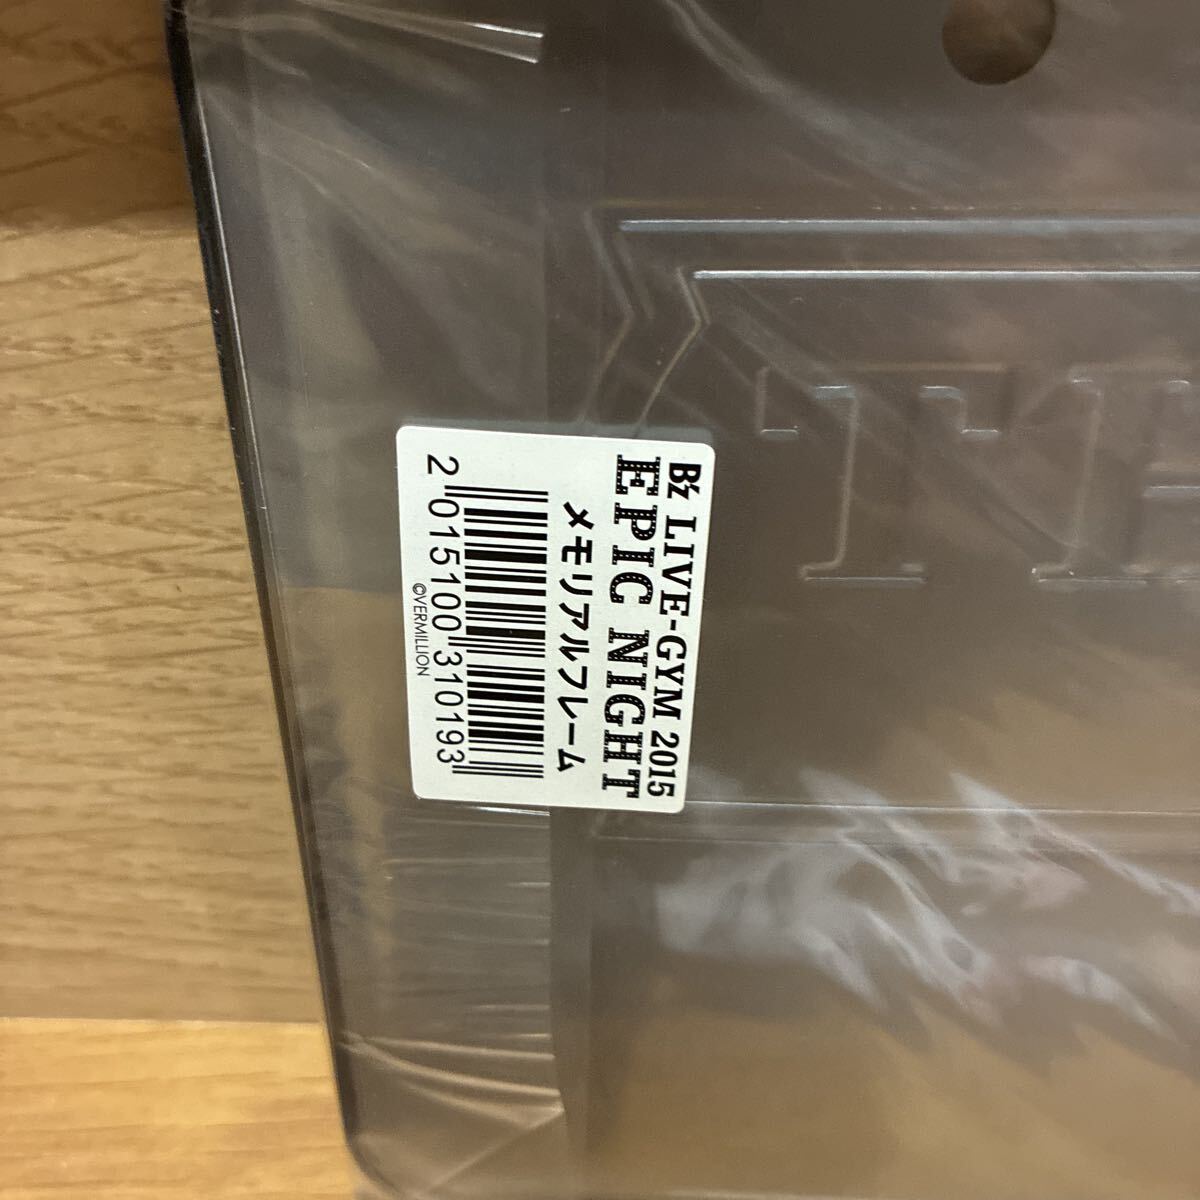 B'z LIVE-GYM 2015
EPIC NIGHT
メモリアルフレーム
2 015100 310193
©VERMILLION